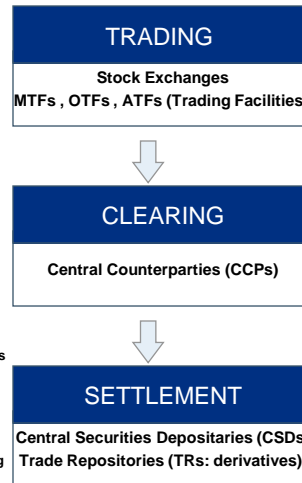 TRADING
Stock Exchanges
MTFs , OTFs , ATFs (Trading Facilities
CLEARING
Central Counterparties (CCPs)
s
SETTLEMENT
Central Securities Depositaries (CSDs
g Trade Repositories (TRs: derivatives)